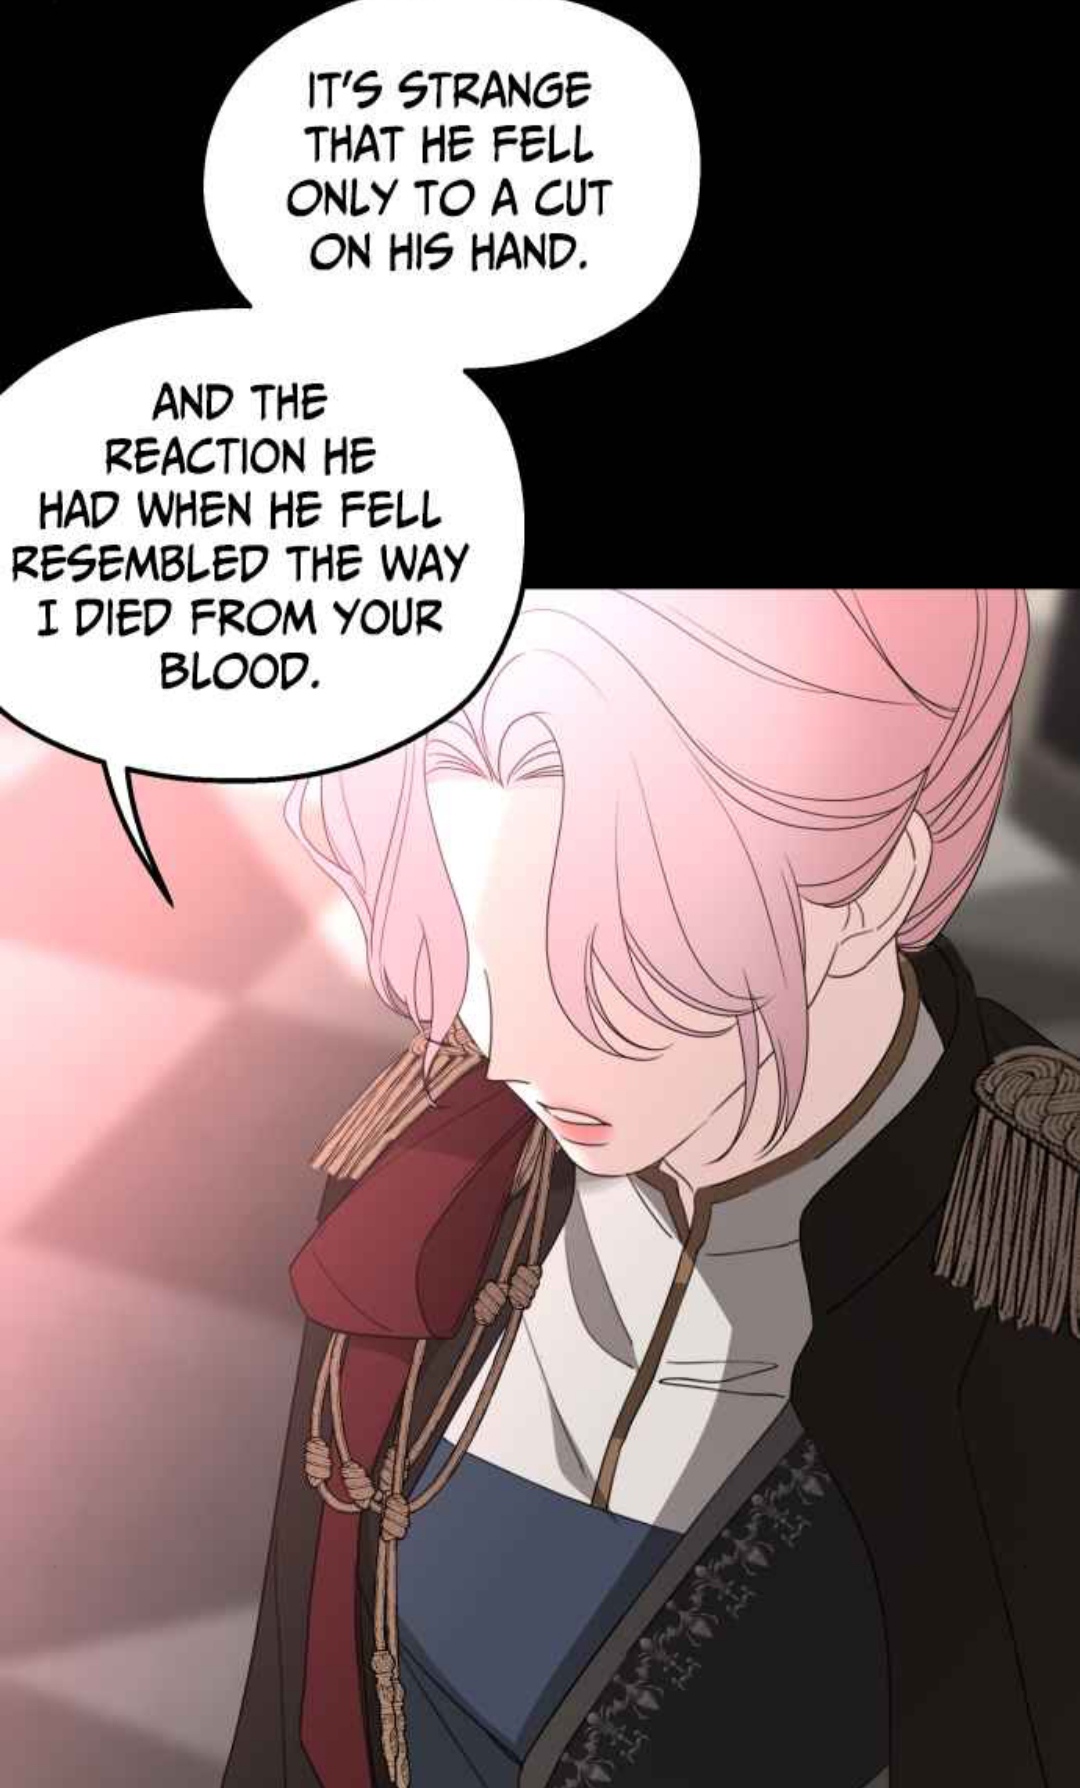 IT'S STRANGE
THAT HE FELL
ONLY TO A CUT
ON HIS HAND.
AND THE
REACTION HE
HAD WHEN HE FELL
RESEMBLED THE WAY
I DIED FROM YOUR
BLOOD.